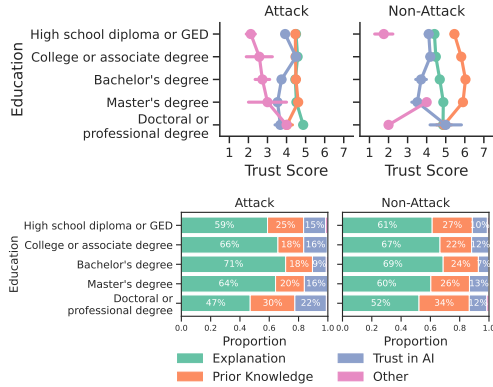 Attack
Non-Attack
Education
High school diploma or GED
College or associate degree
Bachelor's degree
Master's degree
Doctoral or
professional degree
1 2 3 4 5 6 7
1 2 3 4 5 6 7
Trust Score
Trust Score
Attack
Non-Attack
Education
High school diploma or GED
59% 25% 15%
61% 27% 10%
College or associate degree
66% 18% 16%
67% 22% 12%
Bachelor's degree
71% 18% 9%
69% 24% 7%
Master's degree
64% 20% 16%
60% 26% 13%
Doctoral or
professional degree
47% 30% 22%
52% 34% 12%
0.0 0.2 0.4 0.6 0.8 1.0
0.0 0.2 0.4 0.6 0.8 1.0
Proportion
Proportion
Explanation
Trust in AI
Prior Knowledge
Other